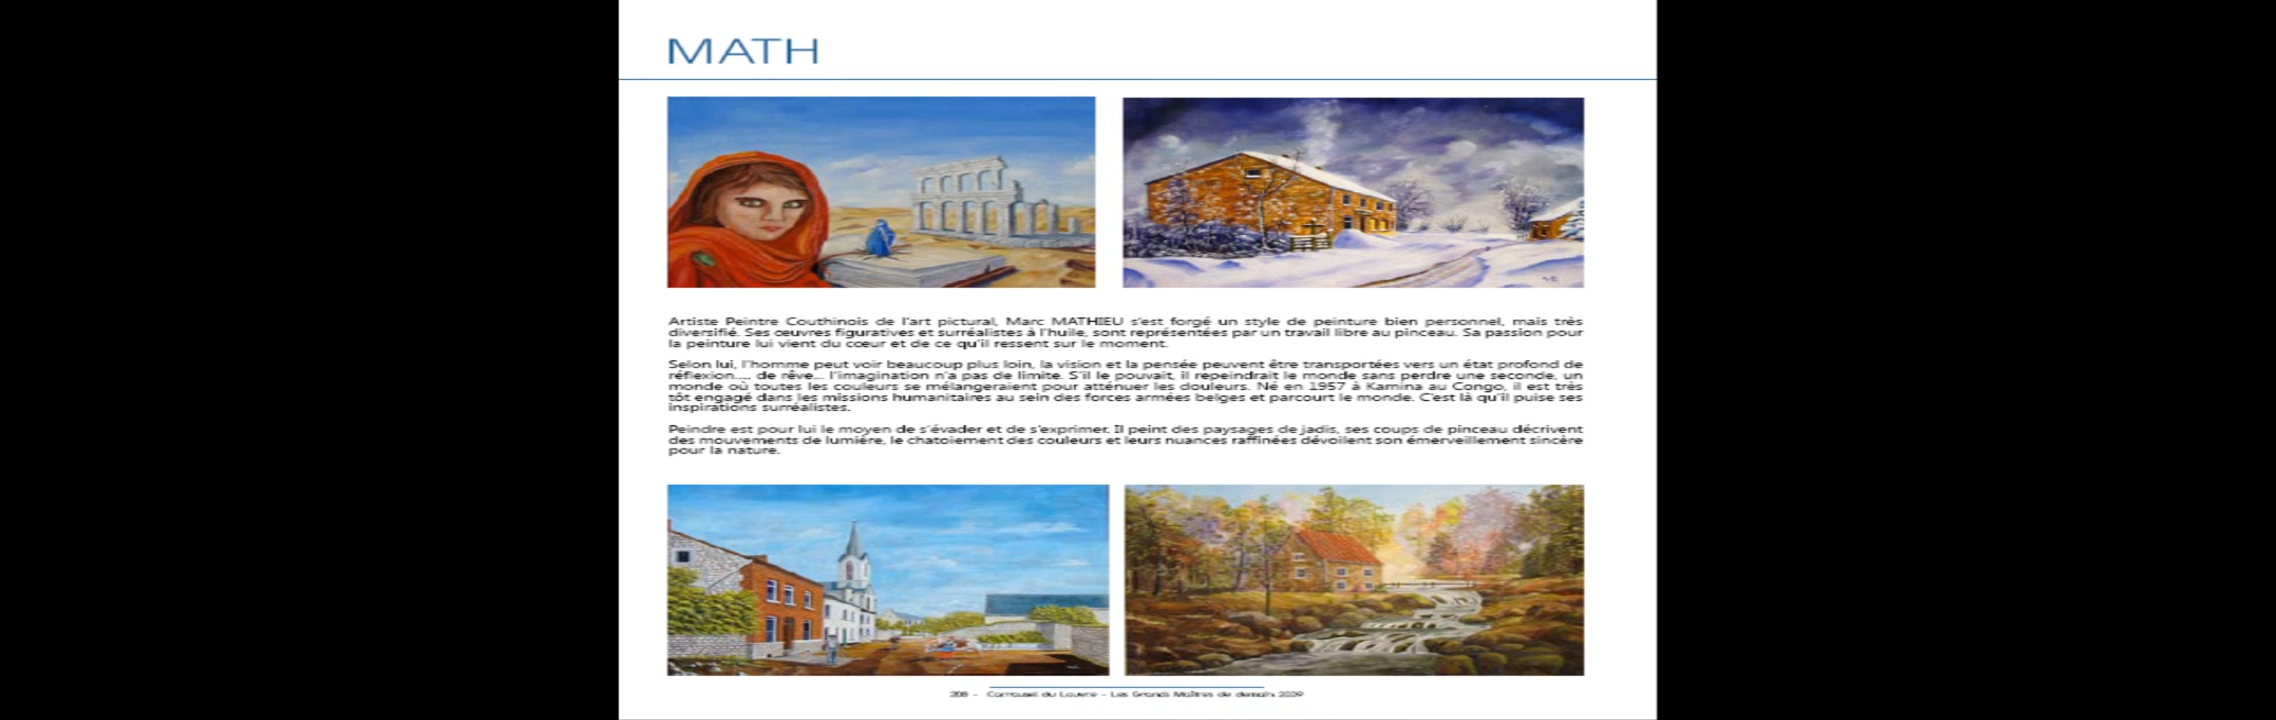 MATH
Artiste Peintre Couthinois de l'art pictural, Marc MATHIEU s'est forgé un style de peinture bien personnel, mais très
diversifié. Ses œuvres figuratives et surréalistes à l'huile, sont représentées par un travail libre au pinceau. Sa passion pour
la peinture lui vient du cœur et de ce qu'il ressent sur le moment.
Selon lui, l'homme peut voir beaucoup plus loin, la vision et la pensée peuvent être transportées vers un état profond de
réflexion.... de rêve... l'imagination n'a pas de limite. S'il le pouvait, il repeindrait le monde sans perdre une seconde, un
monde où toutes les couleurs se mélangeraient pour atténuer les douleurs. Né en 1957 à Kamina au Congo, il est très
tôt engagé dans les missions humanitaires au sein des forces armées belges et parcourt le monde. C'est là qu'il puise ses
inspirations surréalistes.
Peindre est pour lui le moyen de s'évader et de s'exprimer. Il peint des paysages de jadis, ses coups de pinceau décrivent
des mouvements de lumière, le chatoiement des couleurs et leurs nuances raffinées dévoilent son émerveillement sincère
pour la nature.
- Carrousel du Louvre - Les Grands Maîtres de demain